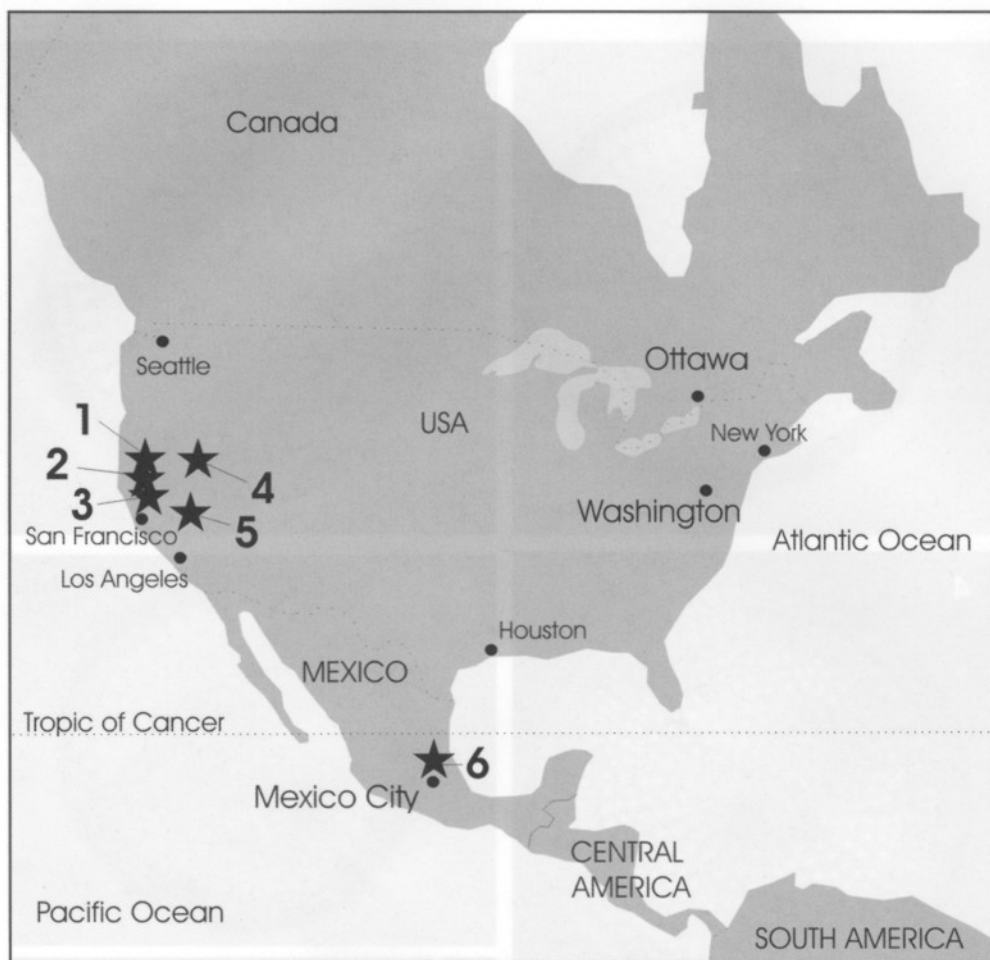 Canada
Seattle
Ottawa
1
USA
New York
2
4
3
Washington
San Francisco
5
Atlantic Ocean
Los Angeles
Houston
MEXICO
Tropic of Cancer
6
Mexico City
CENTRAL
AMERICA
Pacific Ocean
SOUTH AMERICA